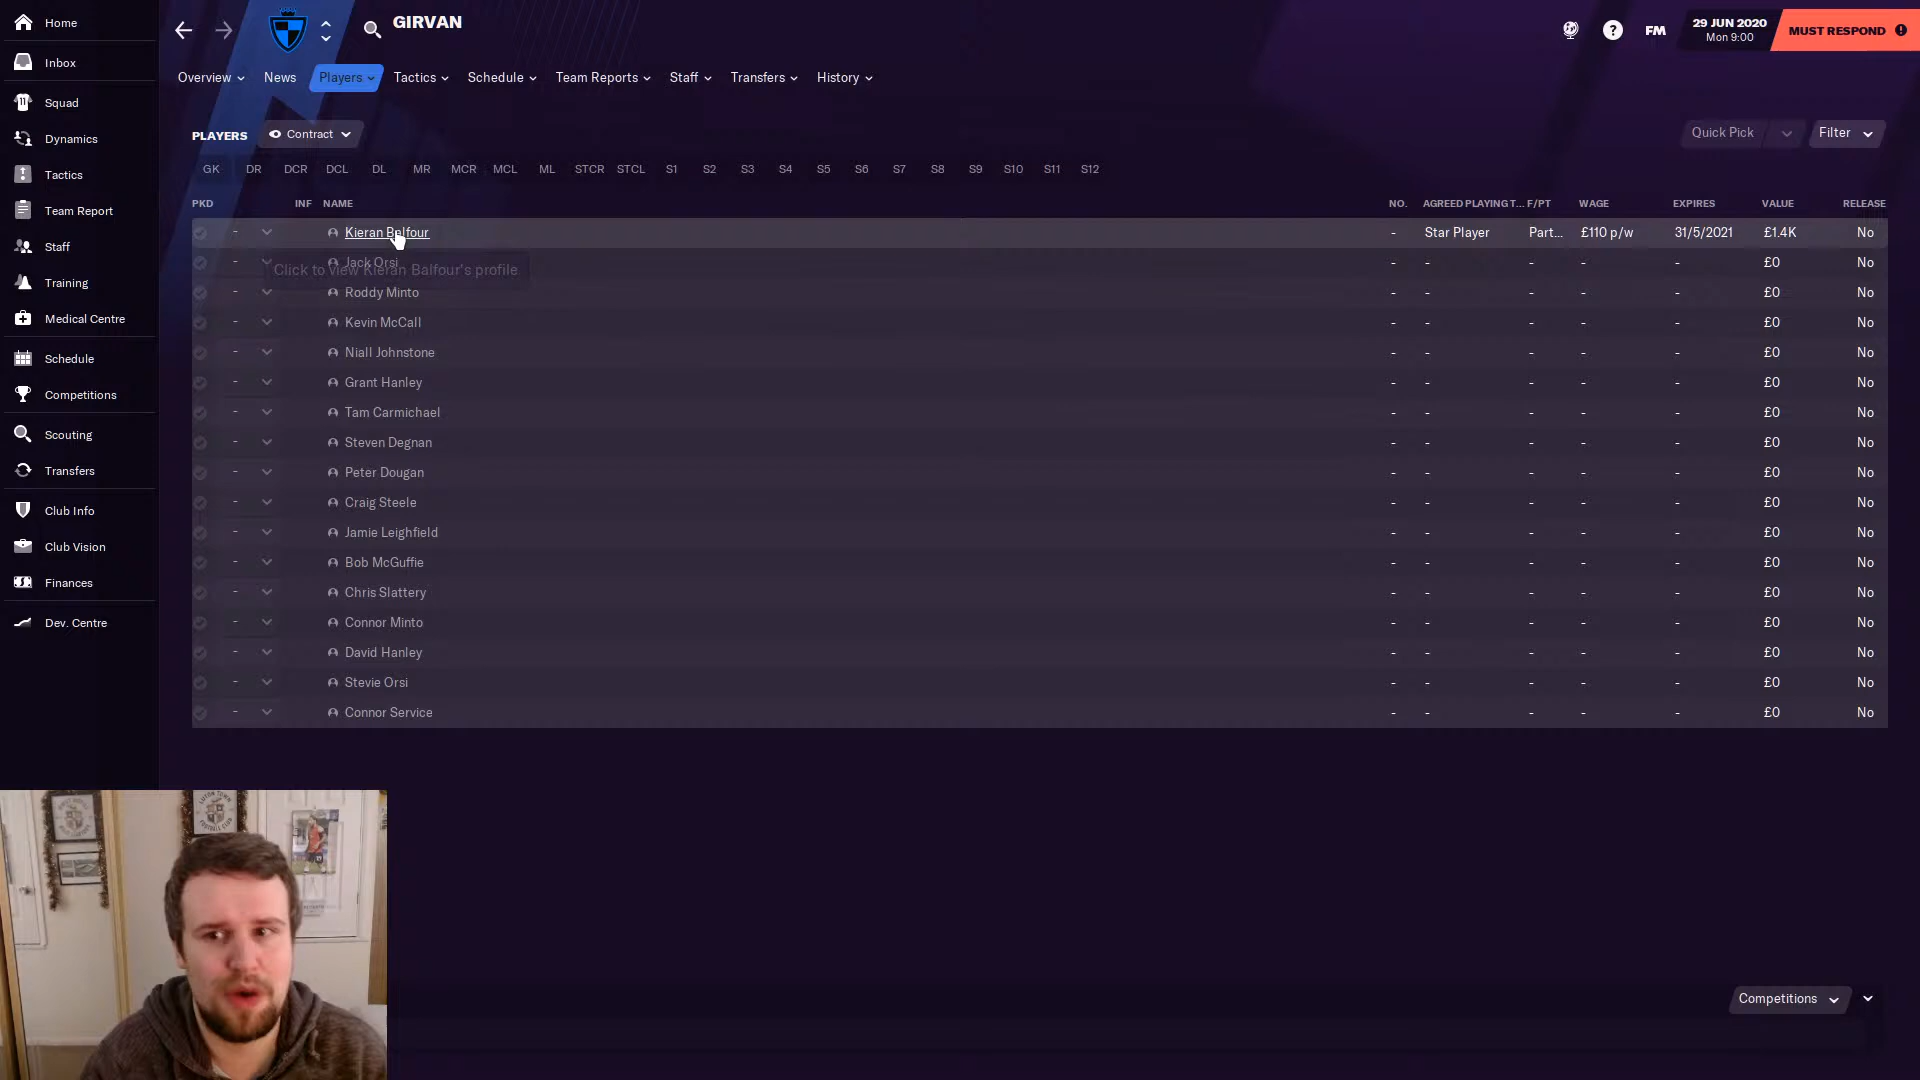 Home
Inbox
Squad
Dynamics
Tactics
Team Report
Staff
Training
Medical Centre
Schedule
Competitions
Scouting
Transfers
Club Info
Club Vision
Finances
Dev. Centre
GIRVAN
? FM 29 JUN 2020 Mon 9:00 MUST RESPOND
Overview News Players Tactics Schedule Team Reports Staff Transfers History
PLAYERS Contract Quick Pick Filter
GK DR DCR DCL DL MR MCR MCL ML STCR STCL S1 S2 S3 S4 S5 S6 S7 S8 S9 S10 S11 S12
PKD INF NAME NO. AGREED PLAYING T... F/PT WAGE EXPIRES VALUE RELEASE
- Kieran Balfour - Star Player Part... £110 p/w 31/5/2021 £1.4K No
- Jack Orsi - - - - - £0 No
Click to view Kieran Balfour's profile
- Roddy Minto - - - - - £0 No
- Kevin McCall - - - - - £0 No
- Niall Johnstone - - - - - £0 No
- Grant Hanley - - - - - £0 No
- Tam Carmichael - - - - - £0 No
- Steven Degnan - - - - - £0 No
- Peter Dougan - - - - - £0 No
- Craig Steele - - - - - £0 No
- Jamie Leighfield - - - - - £0 No
- Bob McGuffie - - - - - £0 No
- Chris Slattery - - - - - £0 No
- Connor Minto - - - - - £0 No
- David Hanley - - - - - £0 No
- Stevie Orsi - - - - - £0 No
- Connor Service - - - - - £0 No
Competitions